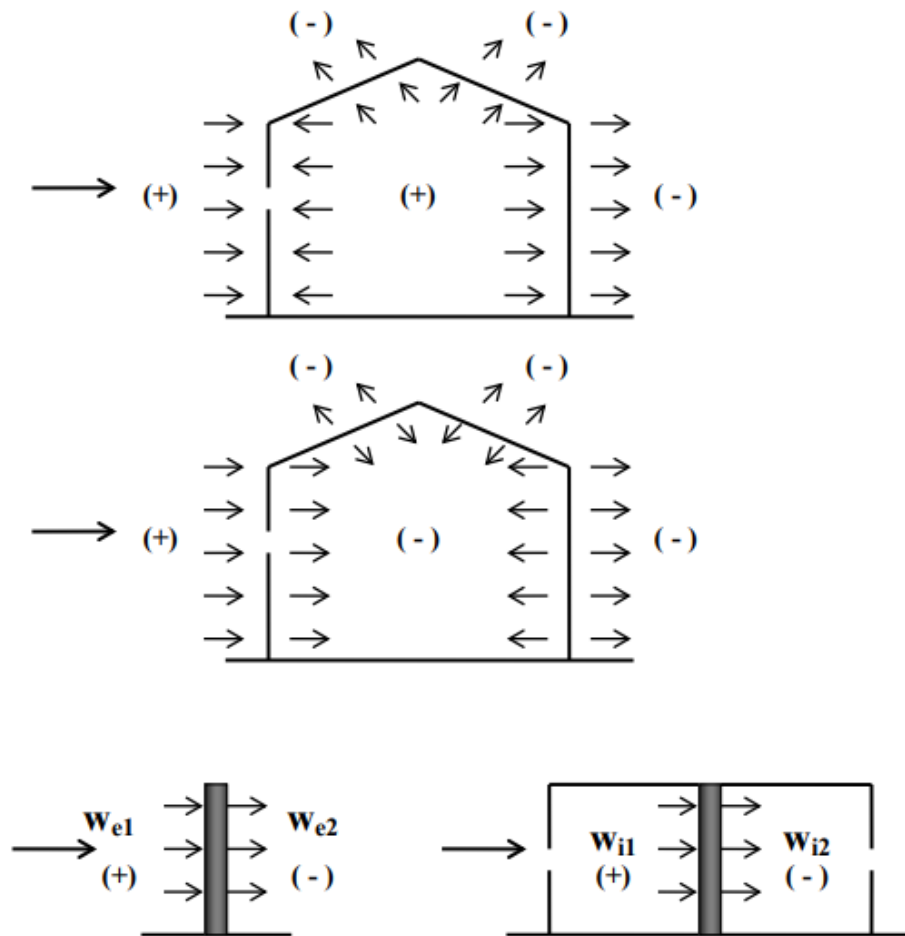 ( - ) ( - )
(+) (+) ( - )
( - ) ( - )
(+) ( - ) ( - )
we1 we2 wi1 wi2
(+) ( - ) (+) ( - )